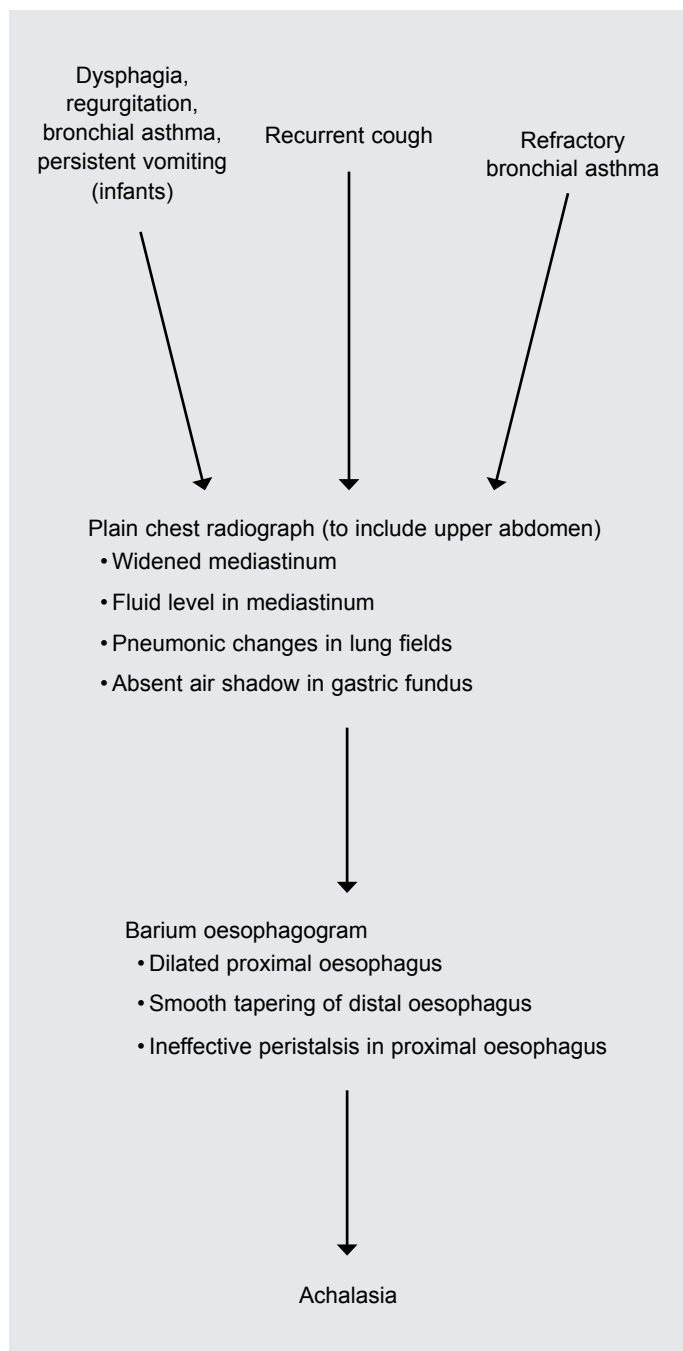 Dysphagia,
regurgitation,
bronchial asthma,
persistent vomiting
(infants)
Recurrent cough
Refractory
bronchial asthma
Plain chest radiograph (to include upper abdomen)
• Widened mediastinum
• Fluid level in mediastinum
• Pneumonic changes in lung fields
• Absent air shadow in gastric fundus
Barium oesophagogram
• Dilated proximal oesophagus
• Smooth tapering of distal oesophagus
• Ineffective peristalsis in proximal oesophagus
Achalasia